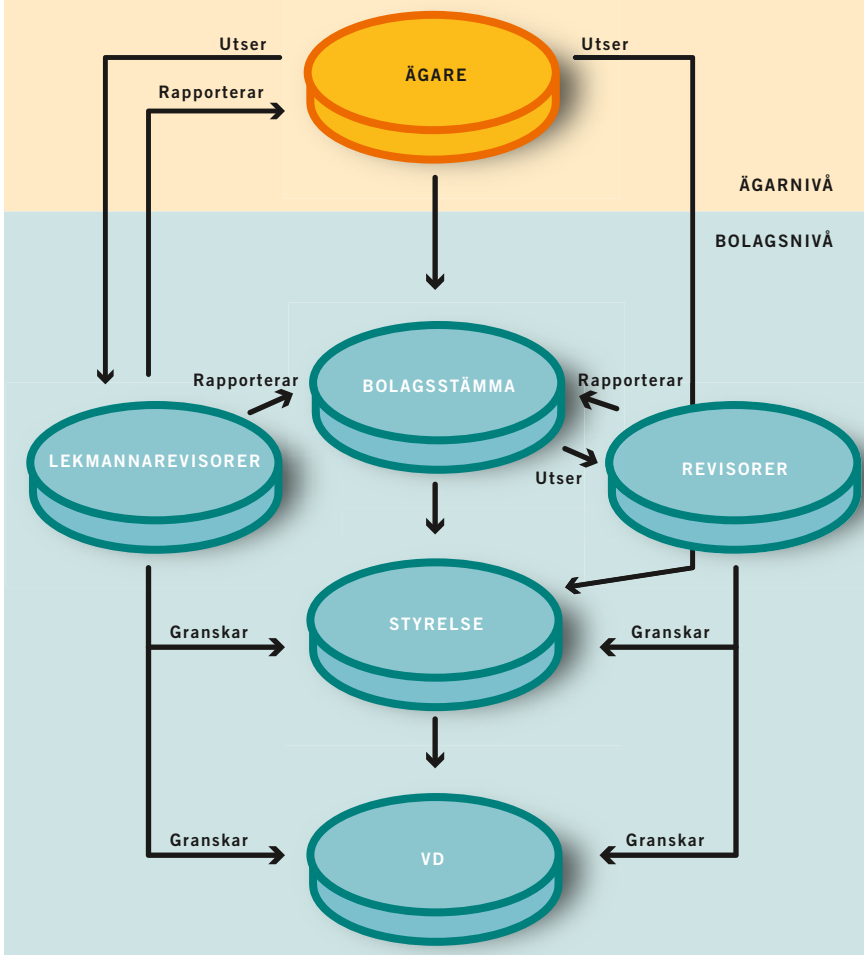 Utser
Utser
ÄGARE
Rapporterar
ÄGARNIVÅ
BOLAGSNIVÅ
Rapporterar
BOLAGSSTÄMMA
Rapporterar
LEKMANNAREVISORER
Utser
REVISORER
Granskar
STYRELSE
Granskar
Granskar
VD
Granskar